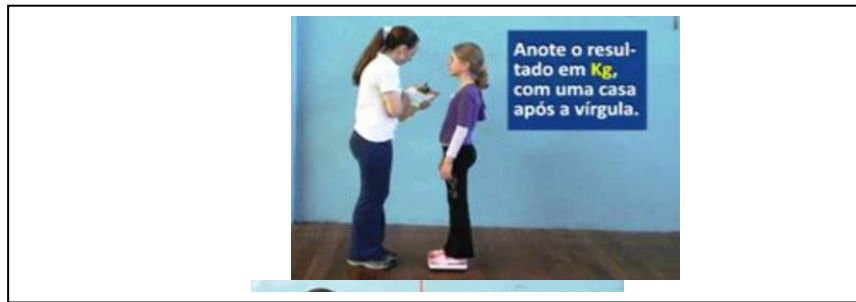 Anote o resul-
tado em Kg,
com uma casa
após a vírgula.